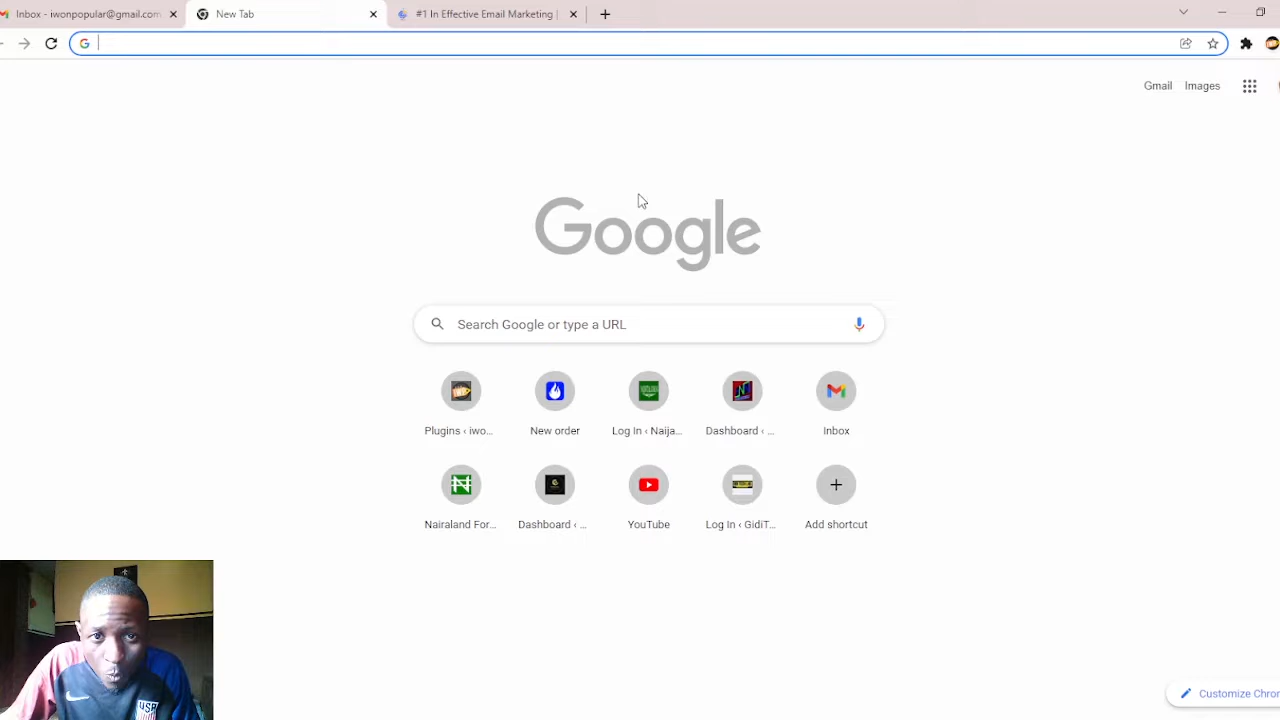 Inbox - iwonpopular@gmail.com
New Tab
#1 In Effective Email Marketing |
Gmail Images
Google
Search Google or type a URL
Plugins ‹ iwo...
New order
Log In ‹ Naija...
Dashboard ‹ ...
Inbox
Nairaland For...
Dashboard ‹ ...
YouTube
Log In ‹ GidiT...
Add shortcut
USA
Customize Chror